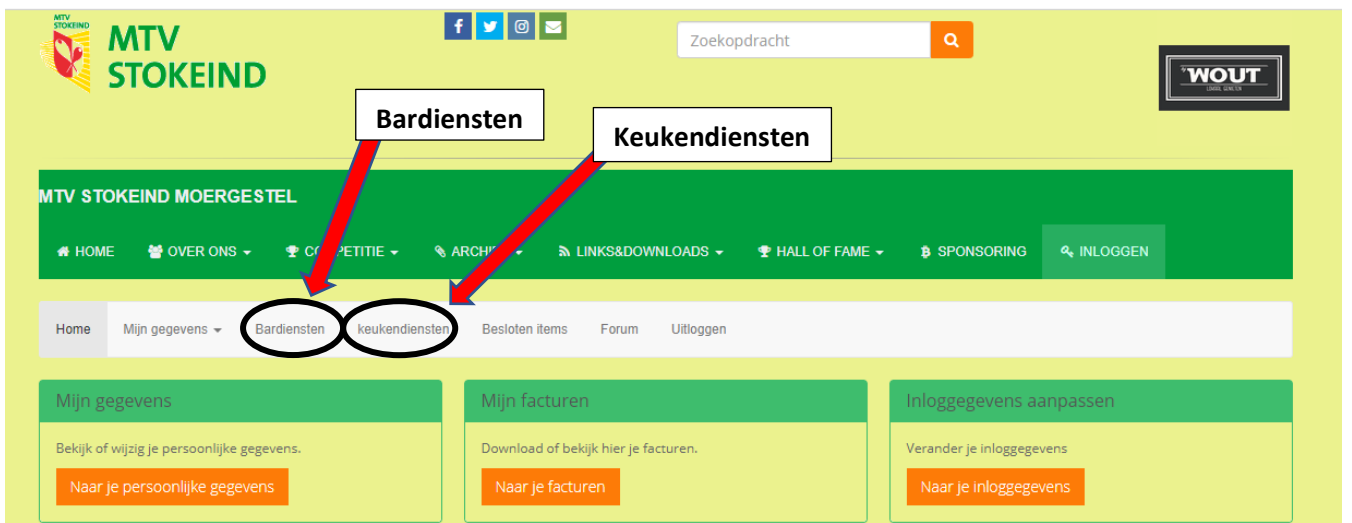 MTV
STOKEIND
MTV
STOKEIND
Zoekopdracht
'WOUT
Bardiensten
Keukendiensten
MTV STOKEIND MOERGESTEL
HOME OVER ONS LINKS&DOWNLOADS HALL OF FAME SPONSORING INLOGGEN
Home Mijn gegevens Bardiensten keukendiensten Besloten items Forum Uitloggen
Mijn gegevens Mijn facturen Inloggegevens aanpassen
Bekijk of wijzig je persoonlijke gegevens. Download of bekijk hier je facturen. Verander je inloggegevens
Naar je persoonlijke gegevens Naar je facturen Naar je inloggegevens